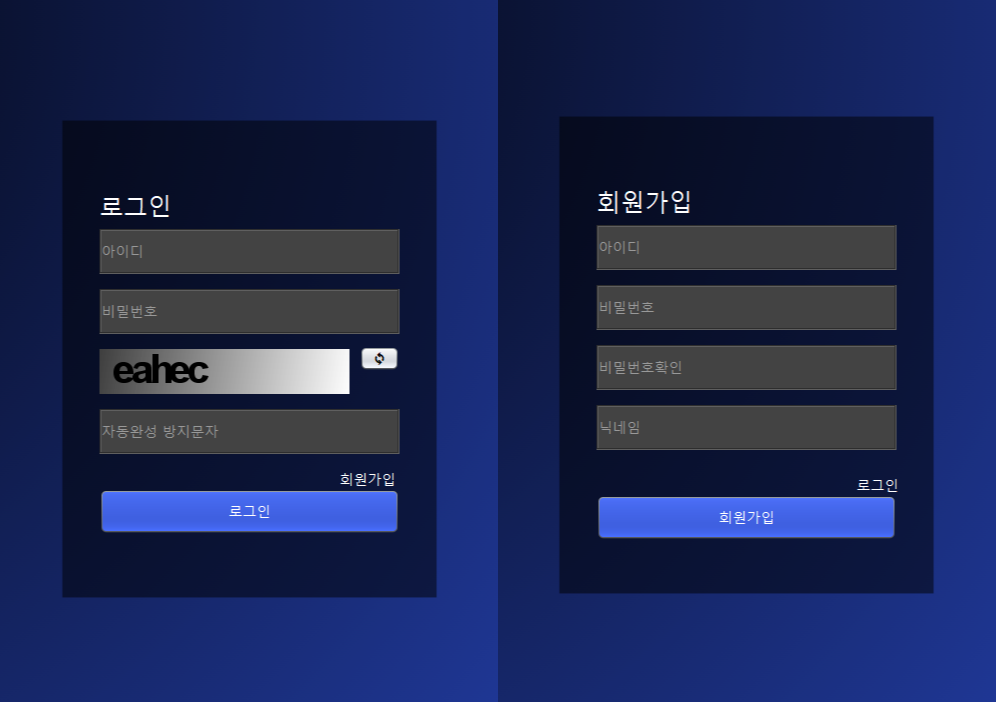 로그인
아이디
비밀번호
eahec
자동완성 방지문자
회원가입
로그인
회원가입
아이디
비밀번호
비밀번호확인
닉네임
로그인
회원가입